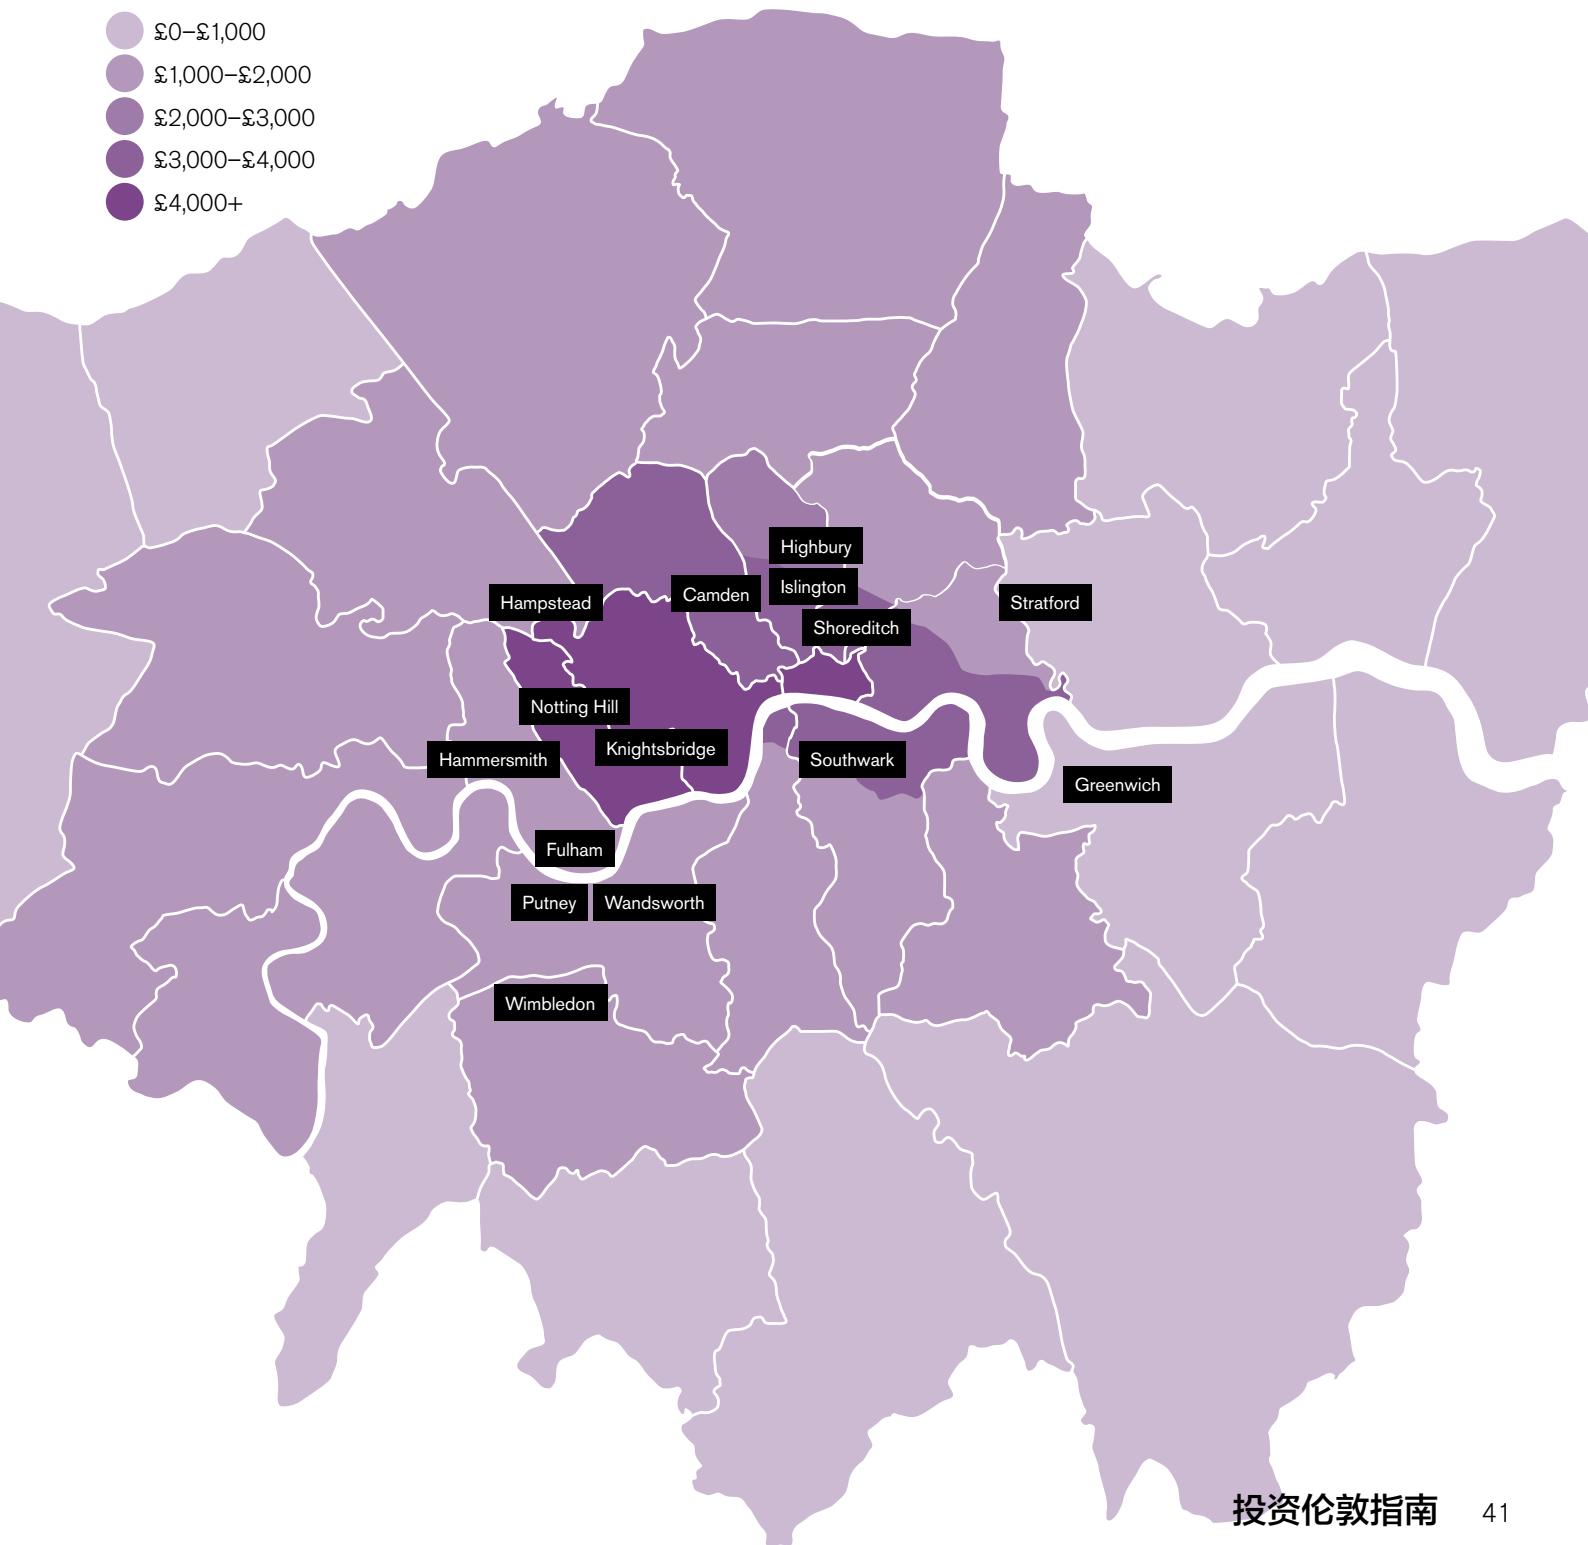 £0–£1,000
£1,000–£2,000
£2,000–£3,000
£3,000–£4,000
£4,000+
Highbury
Islington
Camden
Hampstead
Stratford
Shoreditch
Notting Hill
Knightsbridge
Hammersmith
Southwark
Greenwich
Fulham
Putney
Wandsworth
Wimbledon
投资伦敦指南 41